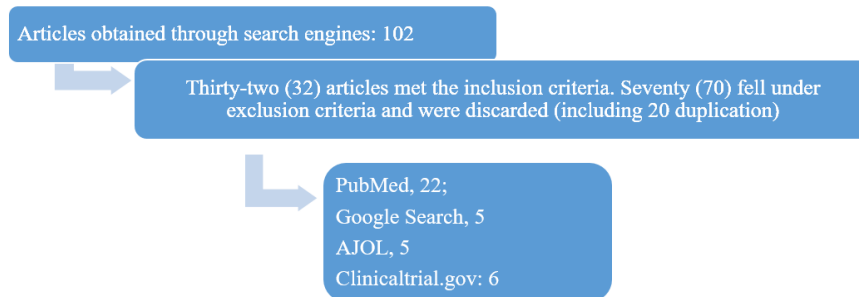 Articles obtained through search engines: 102
Thirty-two (32) articles met the inclusion criteria. Seventy (70) fell under
exclusion criteria and were discarded (including 20 duplication)
PubMed, 22;
Google Search, 5
AJOL, 5
Clinicaltrial.gov: 6